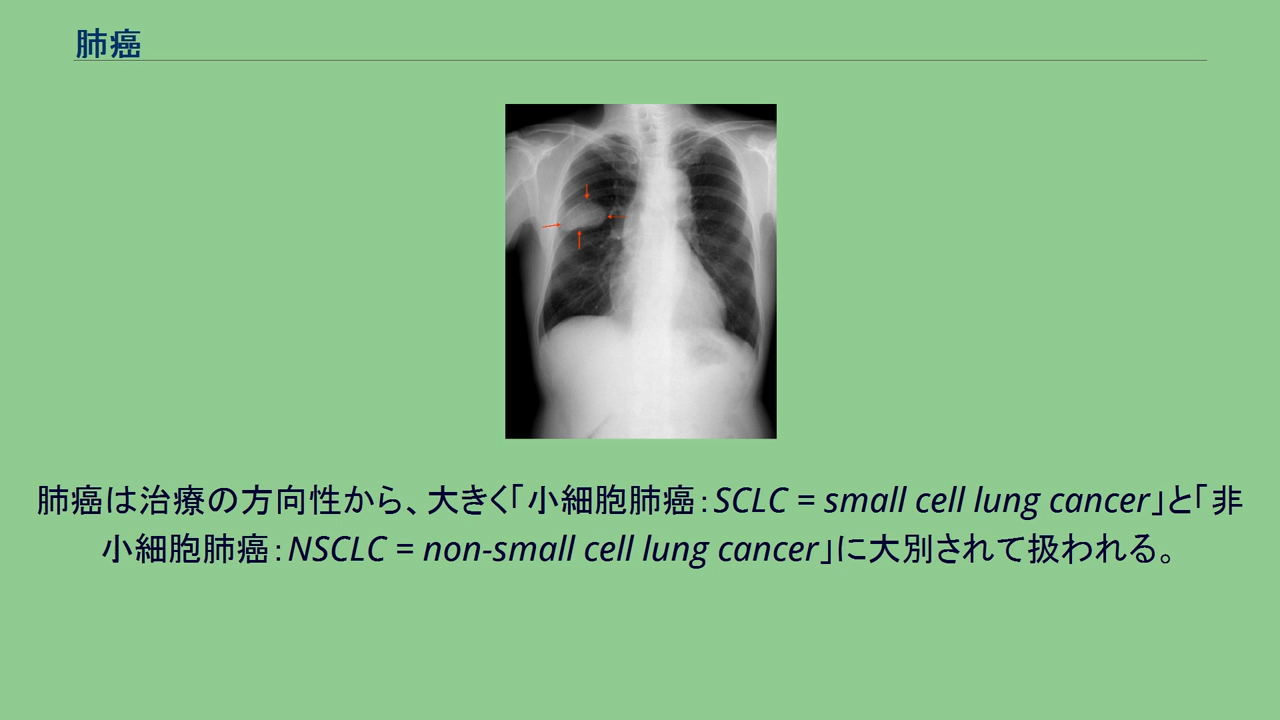 肺癌
肺癌は治療の方向性から、大きく「小細胞肺癌：SCLC = small cell lung cancer」と「非
小細胞肺癌：NSCLC = non-small cell lung cancer」に大別されて扱われる。